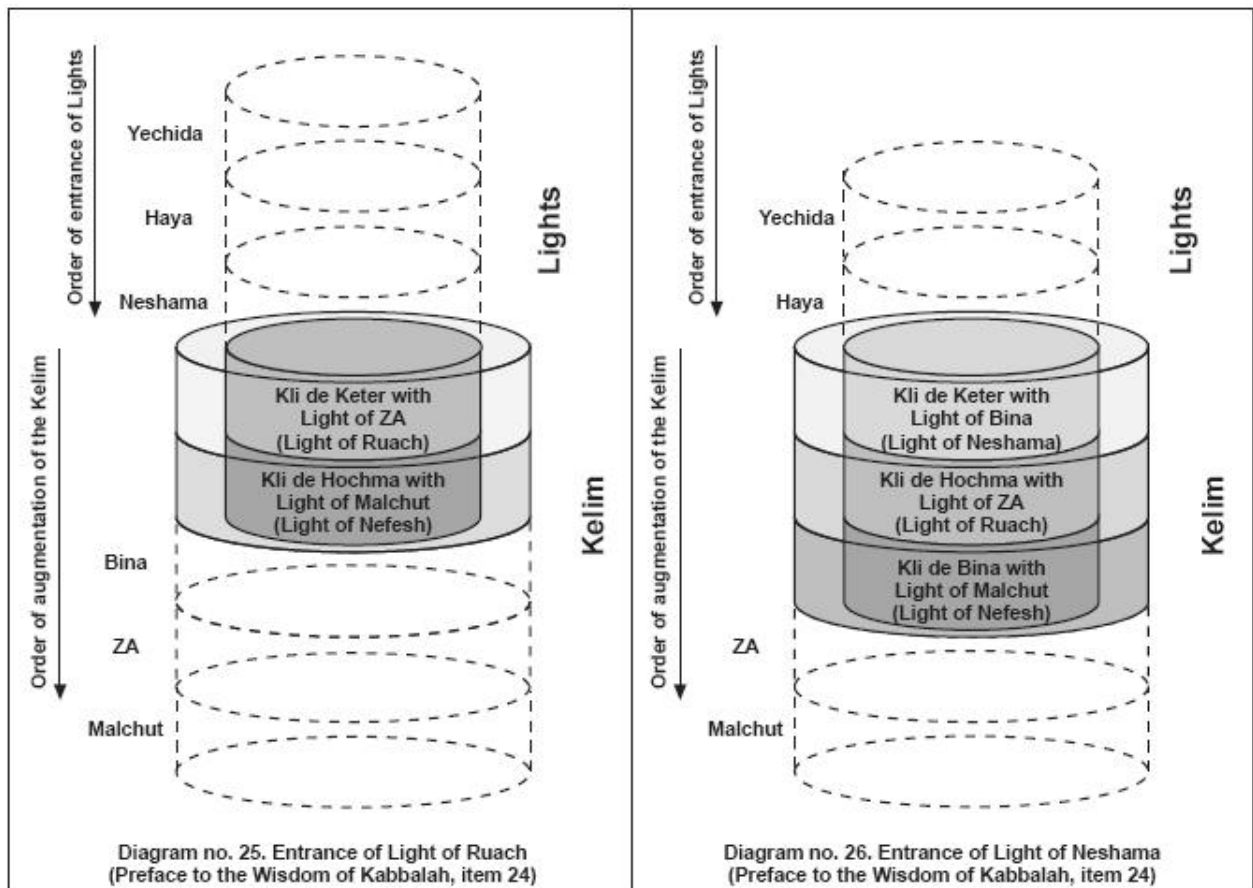 Order of entrance of Lights
Yechida
Haya
Neshama
Lights
Order of augmentation of the Kelim
Kli de Keter with
Light of ZA
(Light of Ruach)
Kli de Hochma with
Light of Malchut
(Light of Nefesh)
Bina
ZA
Malchut
Kelim
Diagram no. 25. Entrance of Light of Ruach
(Preface to the Wisdom of Kabbalah, item 24)
Order of entrance of Lights
Yechida
Haya
Lights
Order of augmentation of the Kelim
Kli de Keter with
Light of Bina
(Light of Neshama)
Kli de Hochma with
Light of ZA
(Light of Ruach)
Kli de Bina with
Light of Malchut
(Light of Nefesh)
ZA
Malchut
Kelim
Diagram no. 26. Entrance of Light of Neshama
(Preface to the Wisdom of Kabbalah, item 24)